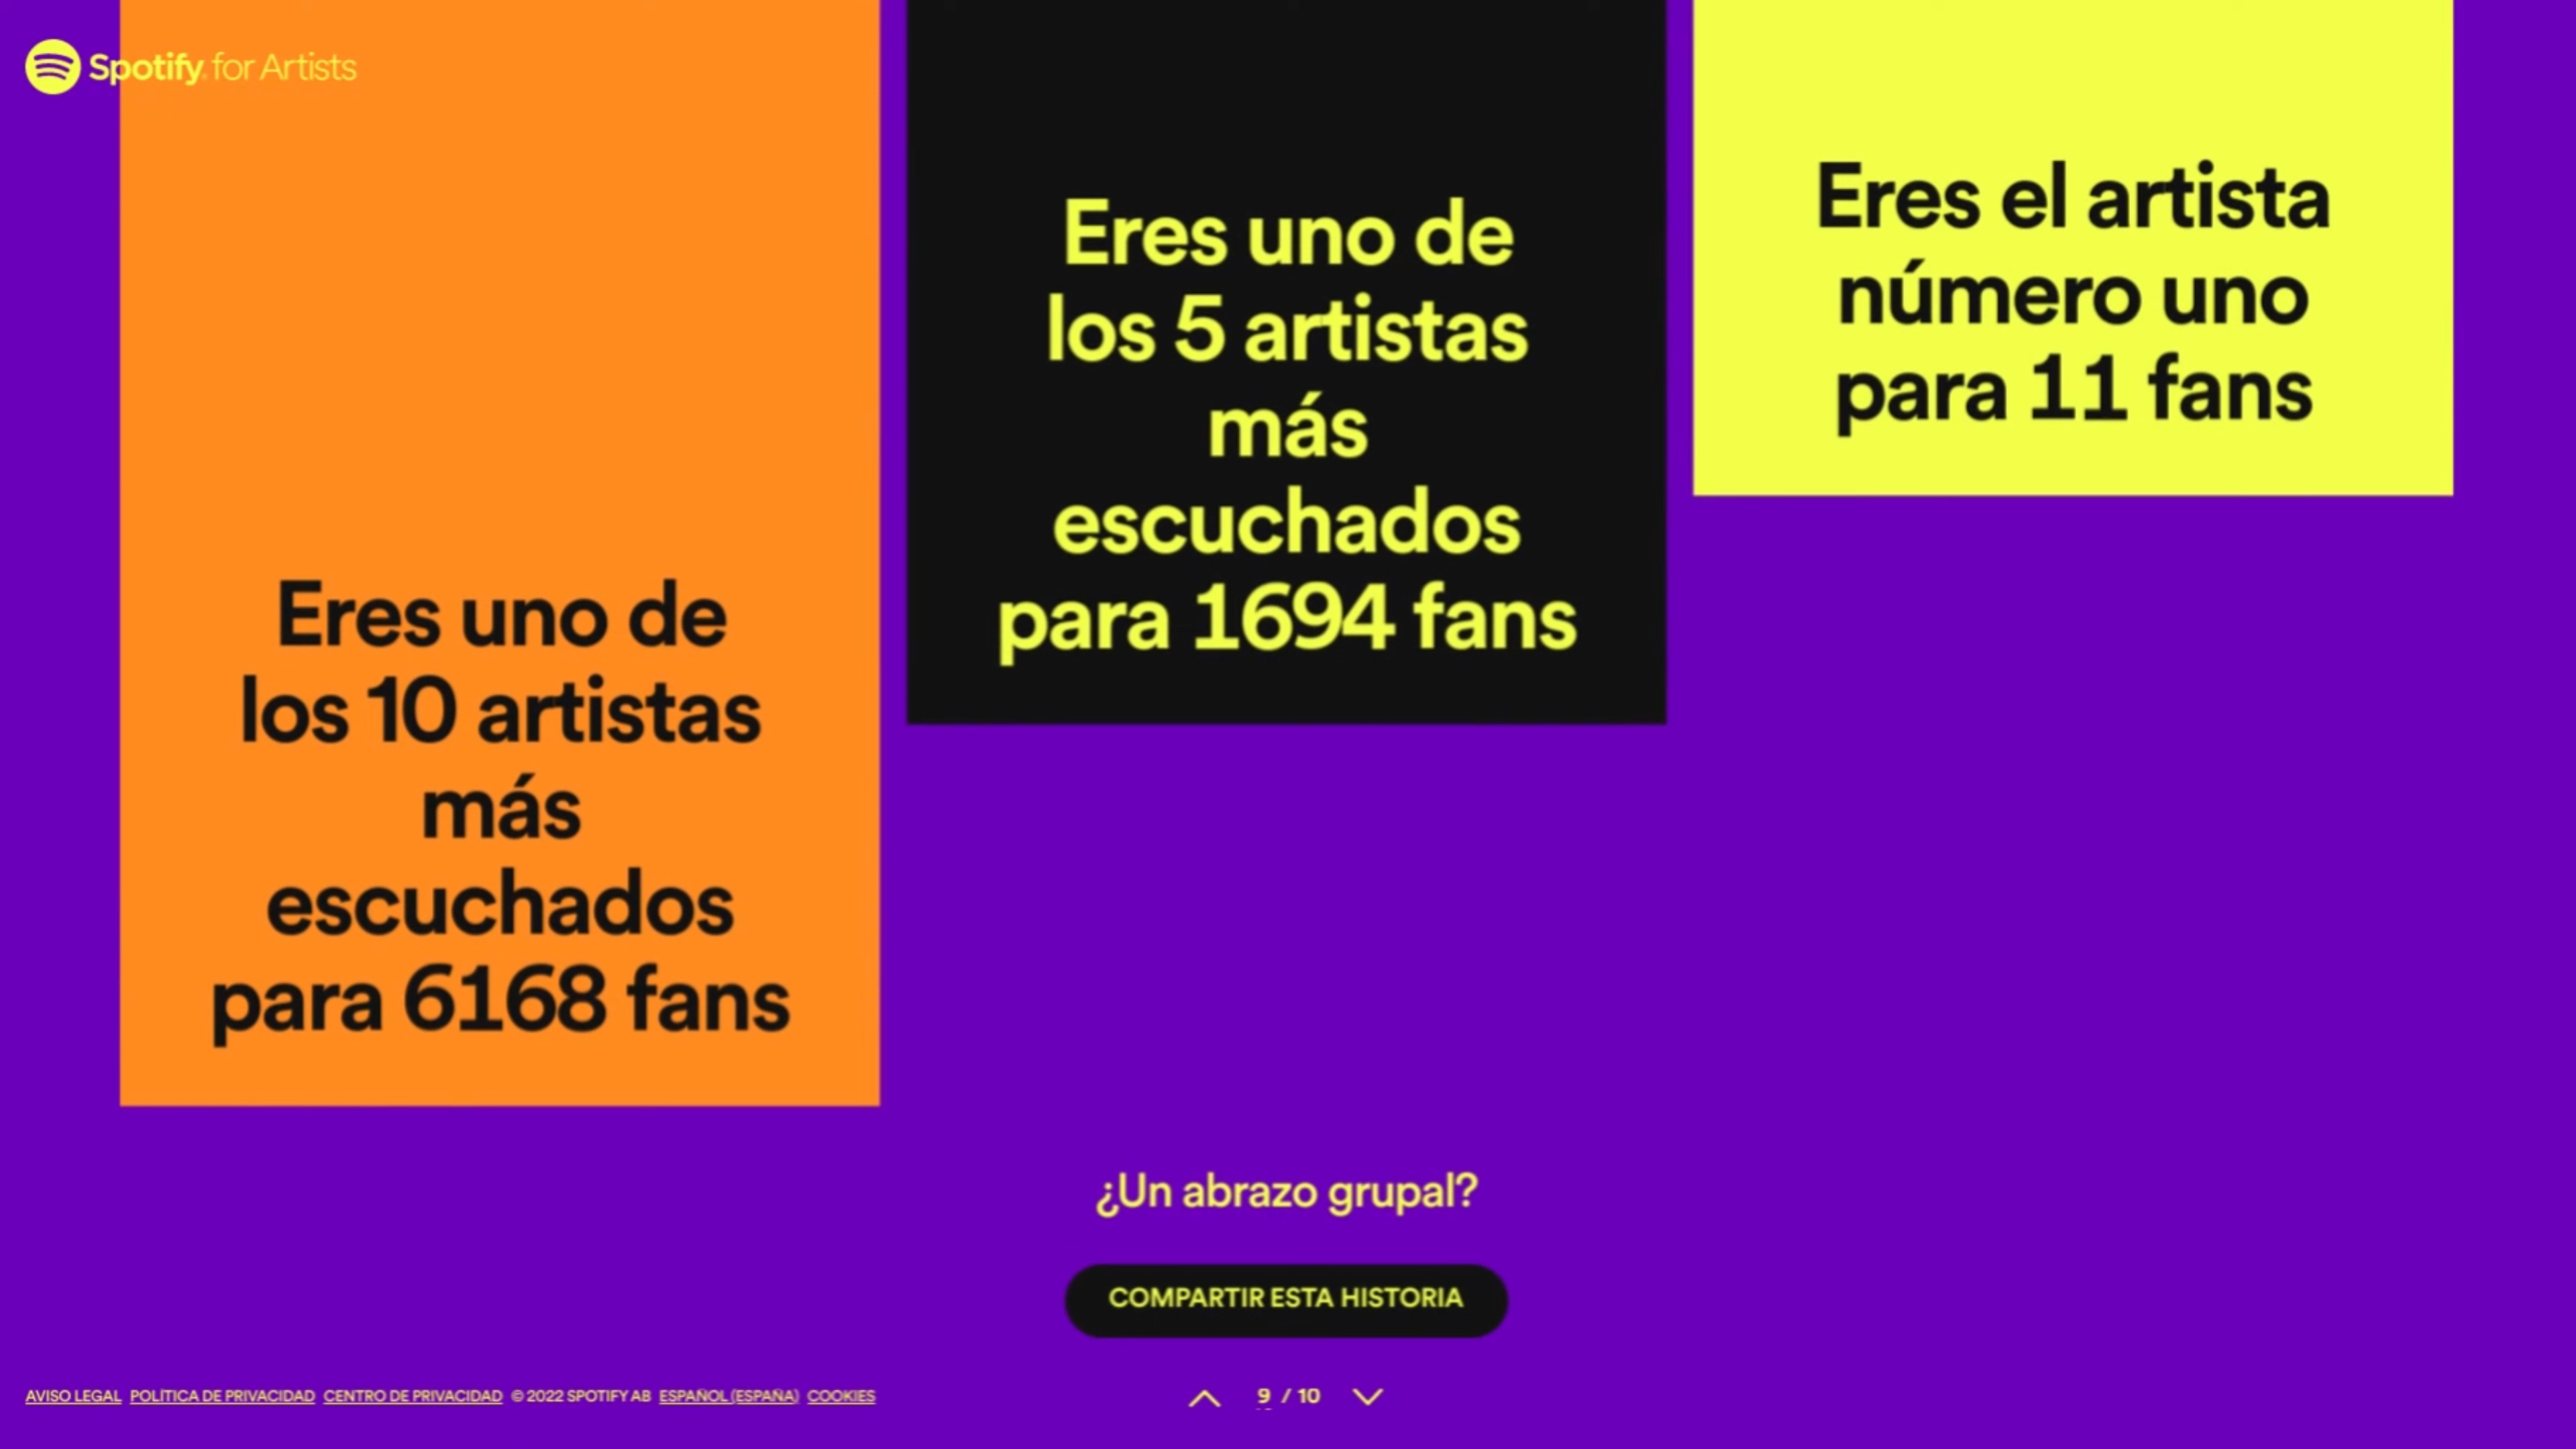 Spotify for Artists
Eres uno de
los 10 artistas
más
escuchados
para 6168 fans
Eres uno de
los 5 artistas
más
escuchados
para 1694 fans
Eres el artista
número uno
para 11 fans
¿Un abrazo grupal?
COMPARTIR ESTA HISTORIA
AVISO LEGAL POLÍTICA DE PRIVACIDAD CENTRO DE PRIVACIDAD © 2022 SPOTIFY AB ESPAÑOL (ESPAÑA) COOKIES
9 / 10